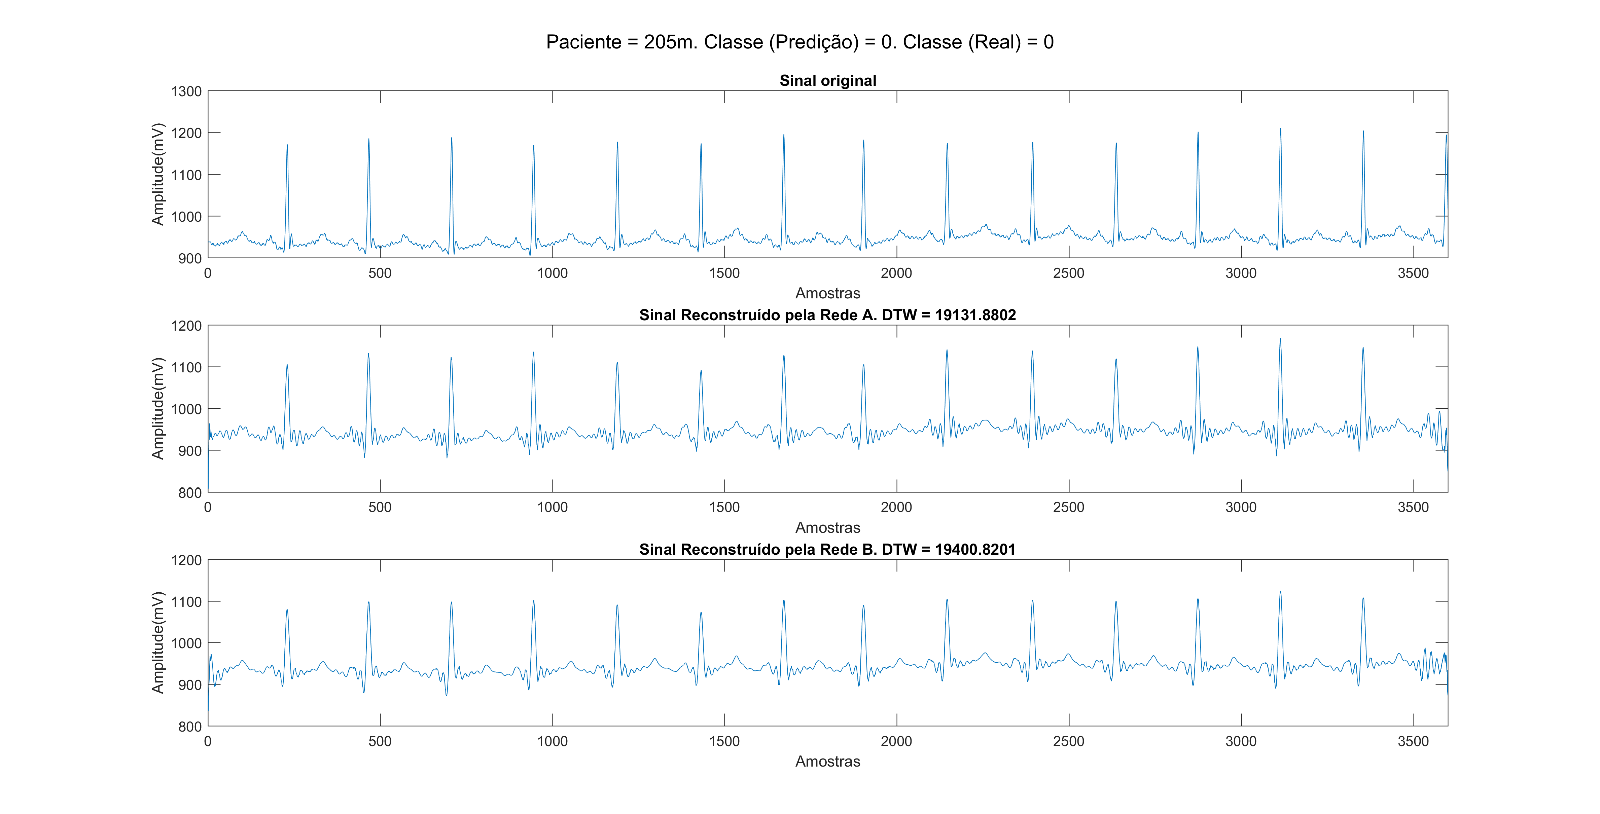 Paciente = 205m. Classe (Predição) = 0. Classe (Real) = 0
Sinal original
1300
1200
1100
1000
900
Amplitude(mV)
0 500 1000 1500 2000 2500 3000 3500
Amostras
Sinal Reconstruído pela Rede A. DTW = 19131.8802
1200
1100
1000
900
800
Amplitude(mV)
0 500 1000 1500 2000 2500 3000 3500
Amostras
Sinal Reconstruído pela Rede B. DTW = 19400.8201
1200
1100
1000
900
800
Amplitude(mV)
0 500 1000 1500 2000 2500 3000 3500
Amostras